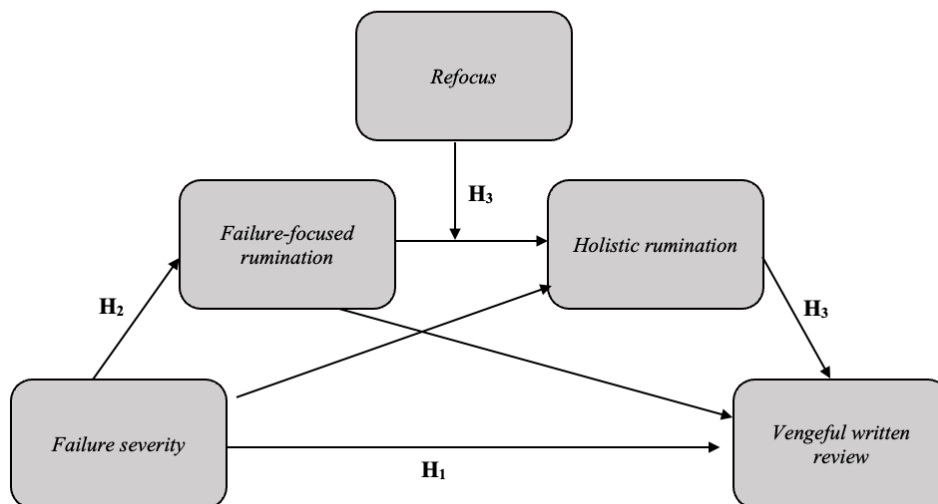 Refocus
H₃
Failure-focused
rumination
Holistic rumination
H₂
H₃
Failure severity
H₁
Vengeful written
review